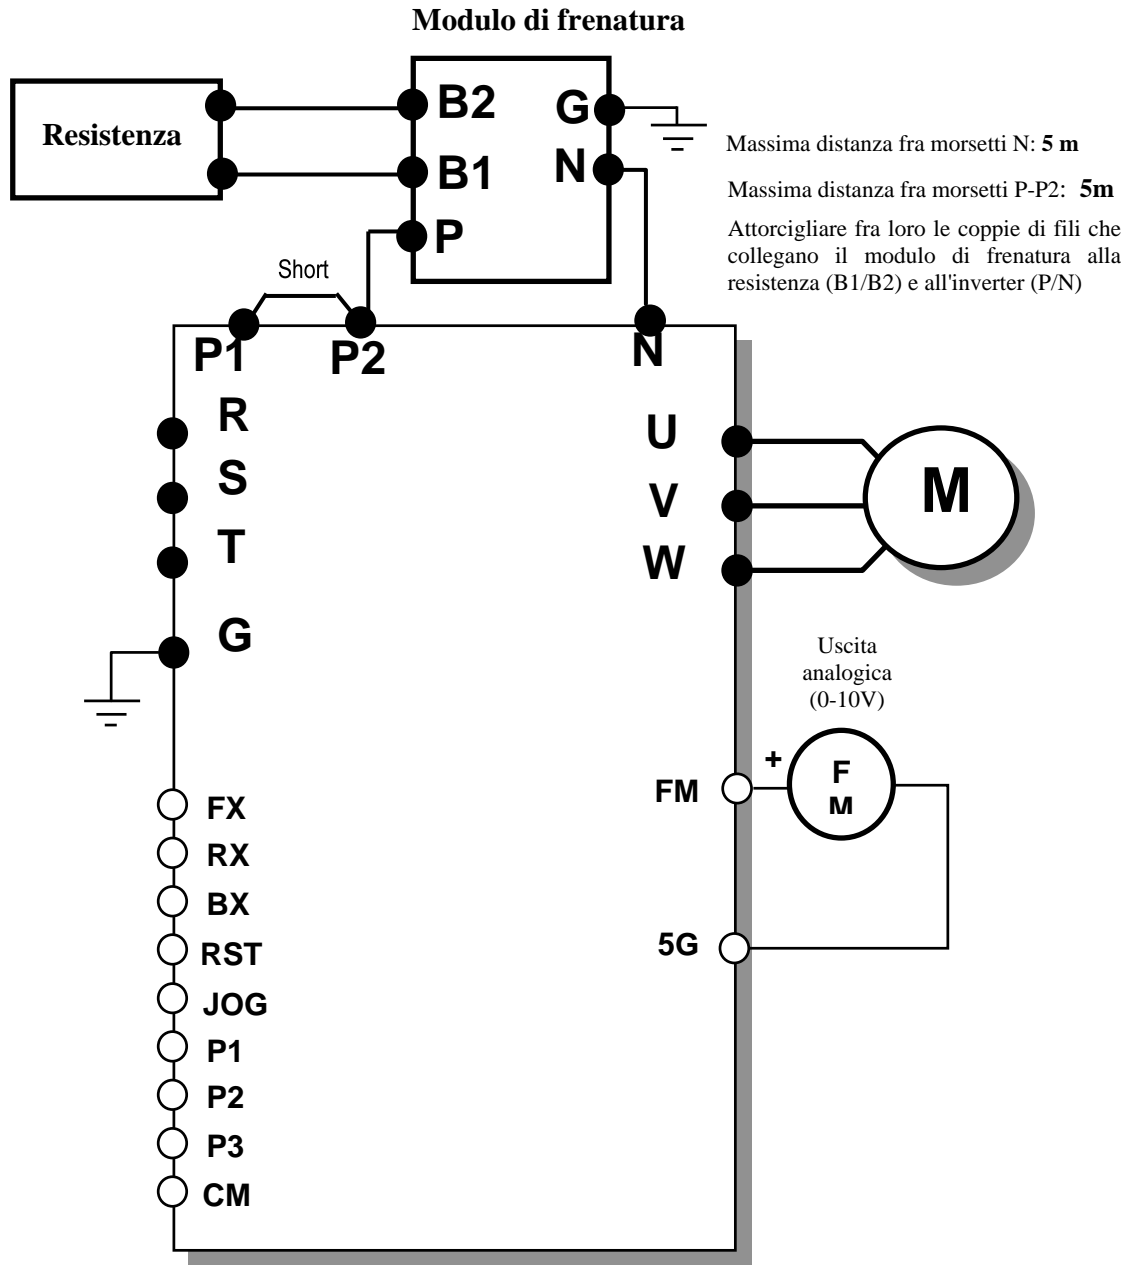 Modulo di frenatura
Resistenza
B2
B1
P
G
N
Massima distanza fra morsetti N: 5 m
Massima distanza fra morsetti P-P2: 5m
Attorcigliare fra loro le coppie di fili che
collegano il modulo di frenatura alla
resistenza (B1/B2) e all'inverter (P/N)
Short
P1
P2
N
R
S
T
G
U
V
W
M
Uscita
analogica
(0-10V)
+
F
M
FM
5G
FX
RX
BX
RST
JOG
P1
P2
P3
CM